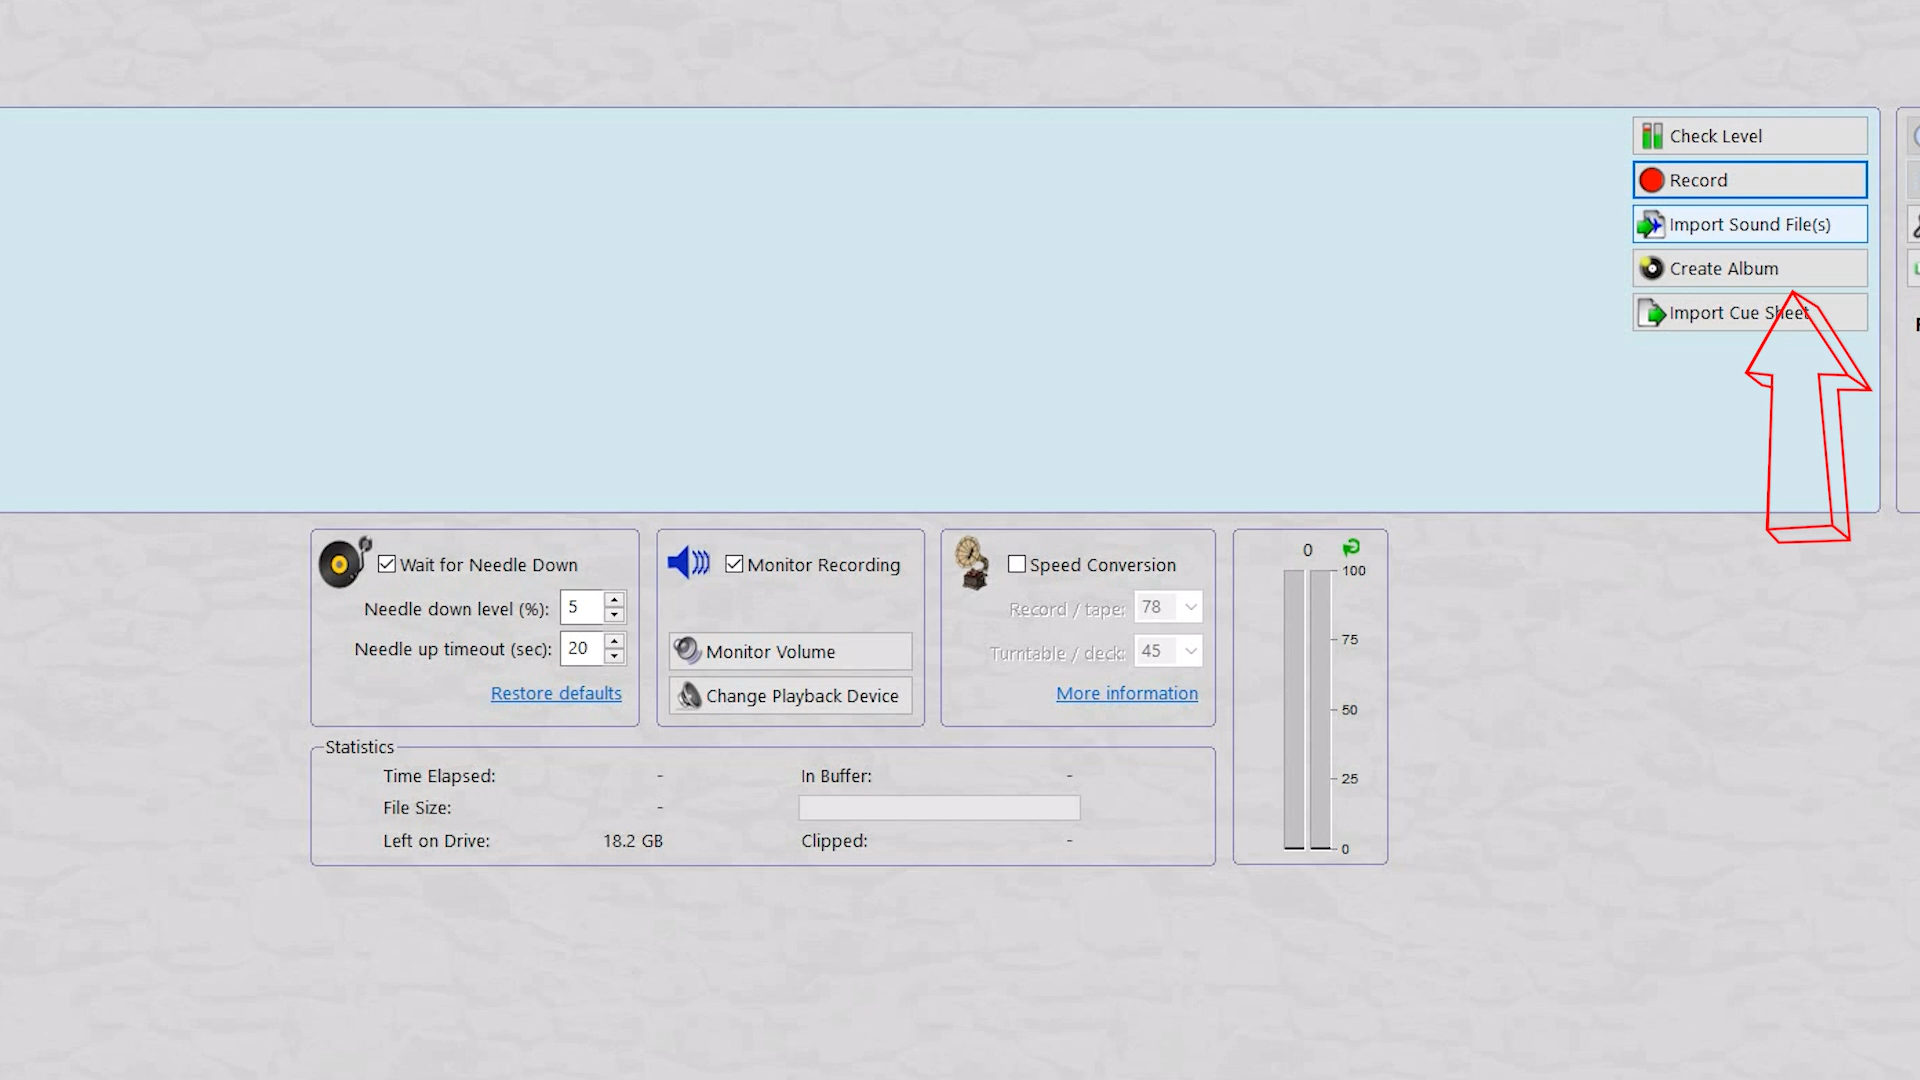 Check Level
Record
Import Sound File(s)
Create Album
Import Cue Sheet
Wait for Needle Down
Needle down level (%): 5
Needle up timeout (sec): 20
Restore defaults
Monitor Recording
Monitor Volume
Change Playback Device
Speed Conversion
Record / tape: 78
Turntable / deck: 45
More information
0
100
75
50
25
0
Statistics
Time Elapsed: -
In Buffer: -
File Size: -
Left on Drive: 18.2 GB
Clipped: -